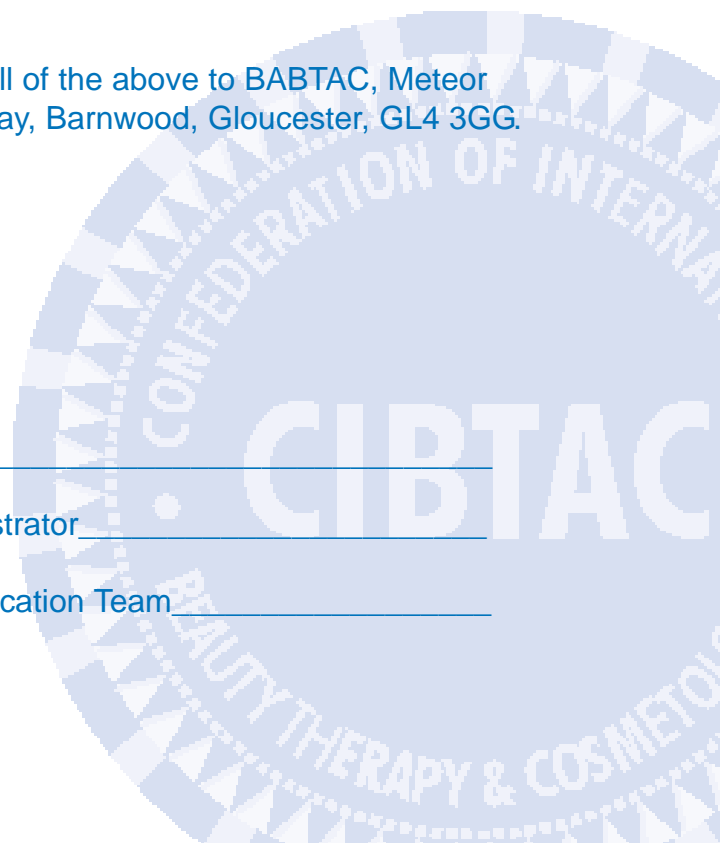 ll of the above to BABTAC, Meteor
ay, Barnwood, Gloucester, GL4 3GG.
CONFEDERATION OF INTERNA
CIBTAC
strator
cation Team
BEAUTY THERAPY & COSMETOL